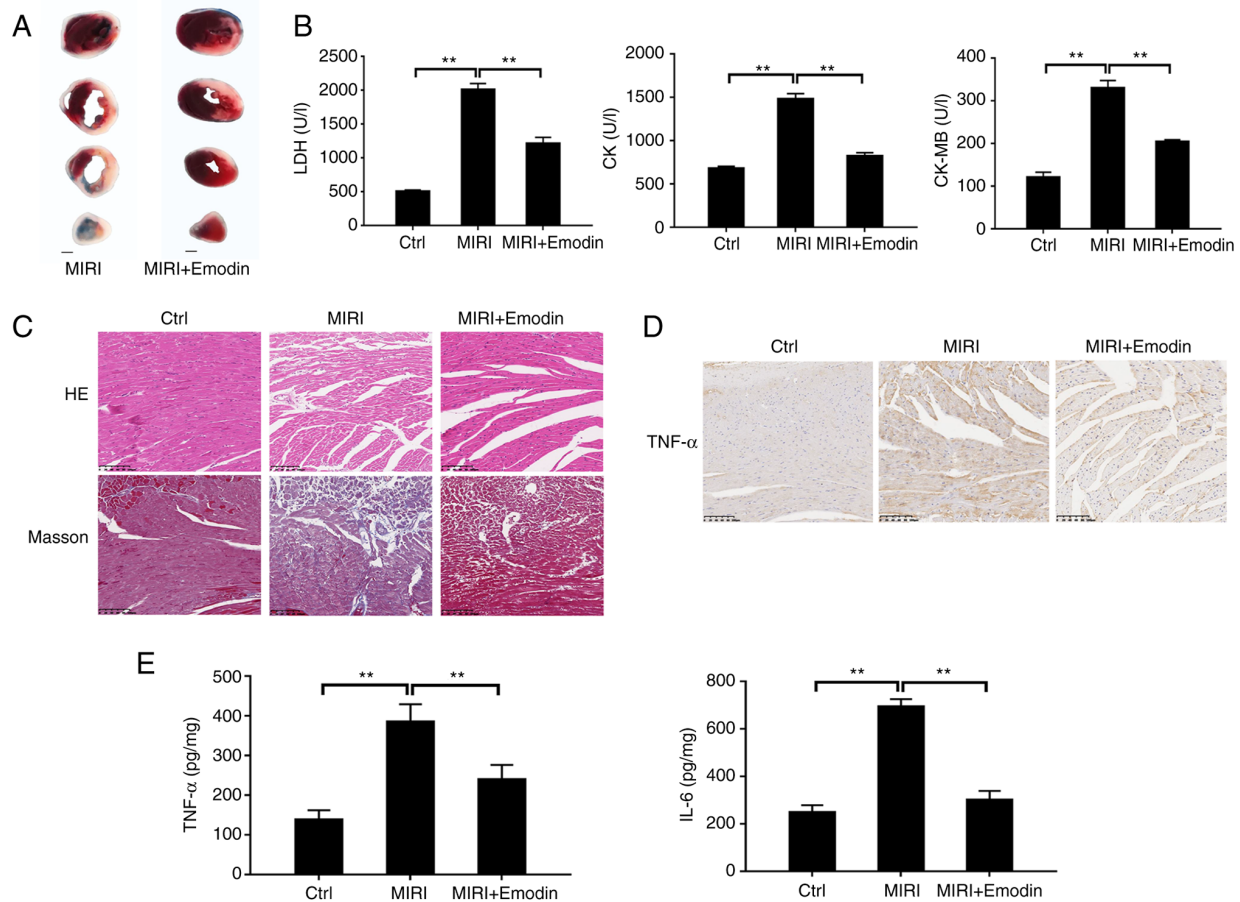 A
MIRI
MIRI+Emodin
B
LDH (U/l)
2500
2000
1500
1000
500
0
**
**
Ctrl
MIRI
MIRI+Emodin
CK (U/l)
2000
1500
1000
500
0
**
**
Ctrl
MIRI
MIRI+Emodin
CK-MB (U/l)
400
300
200
100
0
**
**
Ctrl
MIRI
MIRI+Emodin
C
Ctrl
MIRI
MIRI+Emodin
HE
Masson
D
Ctrl
MIRI
MIRI+Emodin
TNF-α
E
TNF-α (pg/mg)
500
400
300
200
100
0
**
**
Ctrl
MIRI
MIRI+Emodin
IL-6 (pg/mg)
800
600
400
200
0
**
**
Ctrl
MIRI
MIRI+Emodin